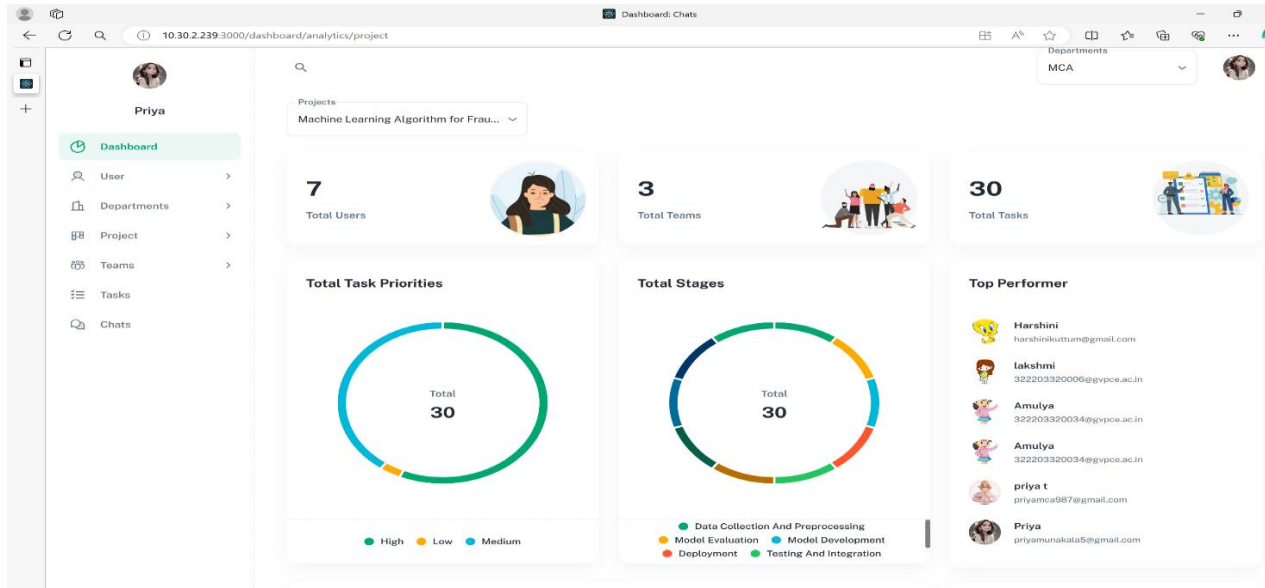 Dashboard: Chats
10.30.2.239:3000/dashboard/analytics/project
Departments
MCA
Priya
Dashboard
User
Departments
Project
Teams
Tasks
Chats
Projects
Machine Learning Algorithm for Frau...
7
Total Users
3
Total Teams
30
Total Tasks
Total Task Priorities
Total
30
High Low Medium
Total Stages
Total
30
Data Collection And Preprocessing
Model Evaluation Model Development
Deployment Testing And Integration
Top Performer
Harshini
harshinikuttum@gmail.com
lakshmi
322203320006@gvpce.ac.in
Amulya
322203320034@gvpce.ac.in
Amulya
322203320034@gvpce.ac.in
priya t
priyamca987@gmail.com
Priya
priyamunakala5@gmail.com